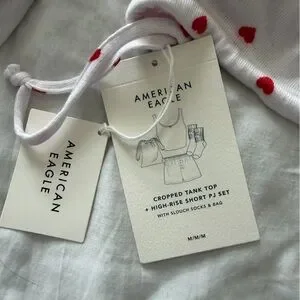 AMERICAN
EAGLE
AMERICAN
EAGLE
CROPPED TANK TOP
+ HIGH-RISE SHORT PJ SET
WITH SLOUCH SOCKS & BAG
M/M/M